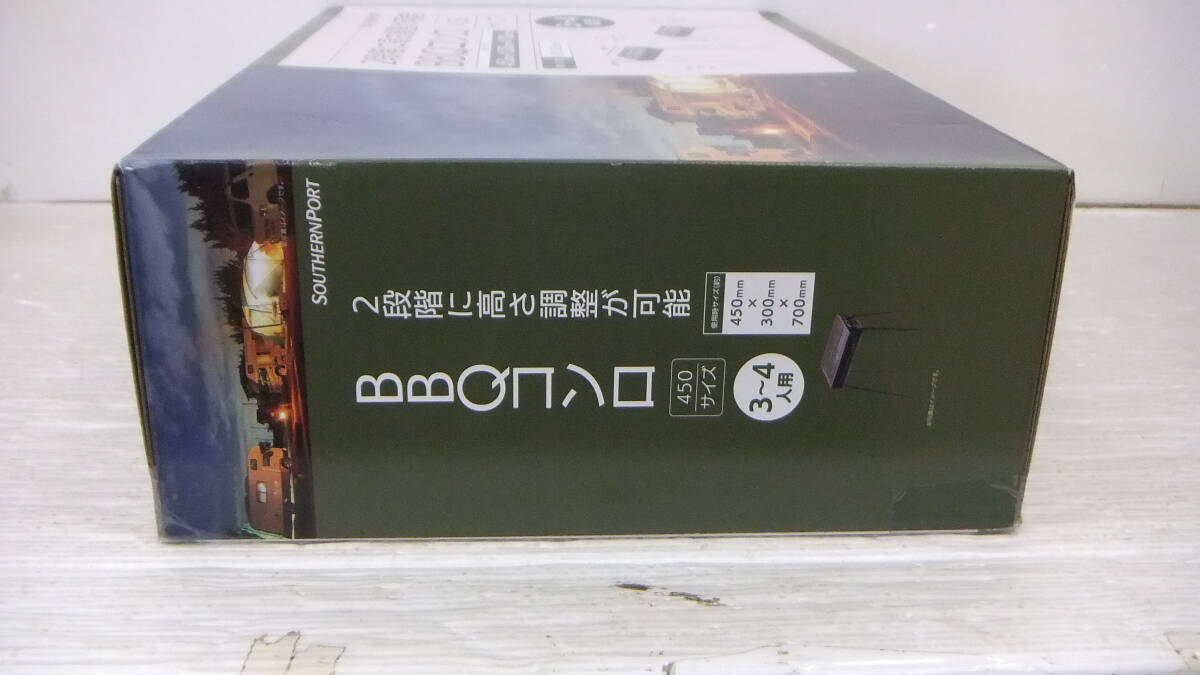 SOUTHERNPORT
2段階に高さ調整が可能
BBQコンロ
450
サイズ
3~4
人用
使用時サイズ(約)
450mm
×
300mm
×
700mm